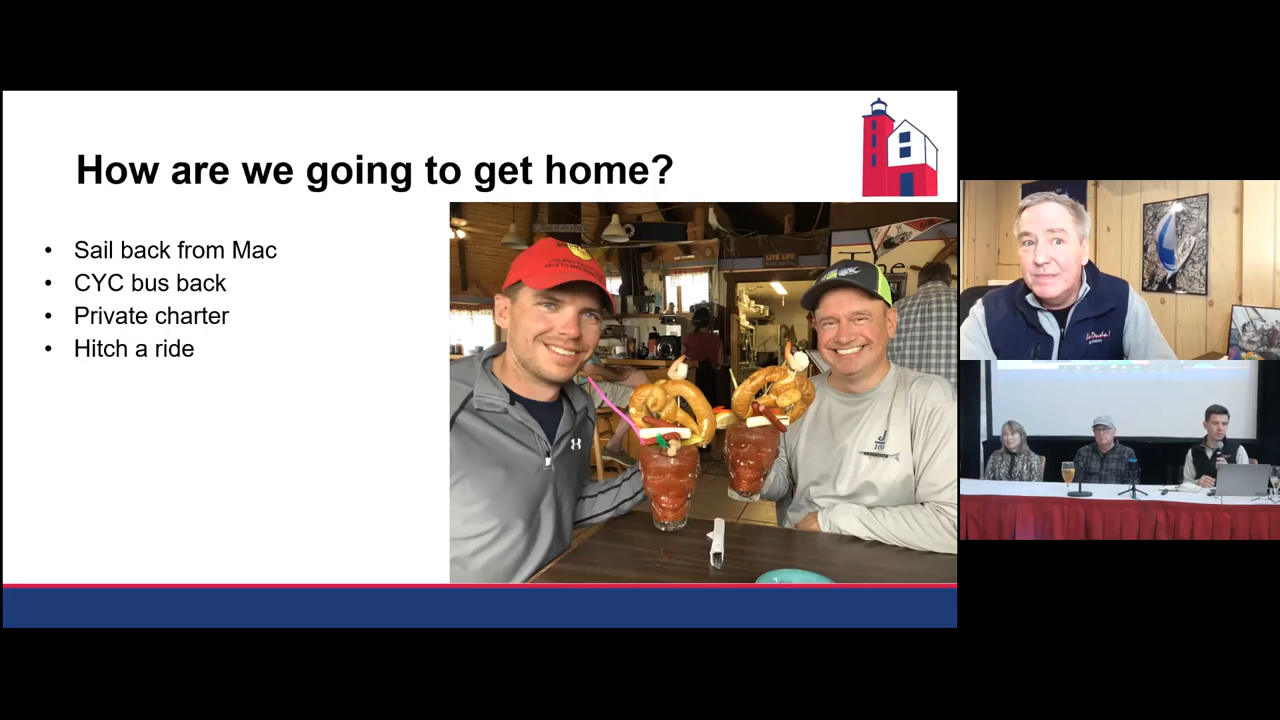 How are we going to get home?
• Sail back from Mac
• CYC bus back
• Private charter
• Hitch a ride
LIVE LIFE
The